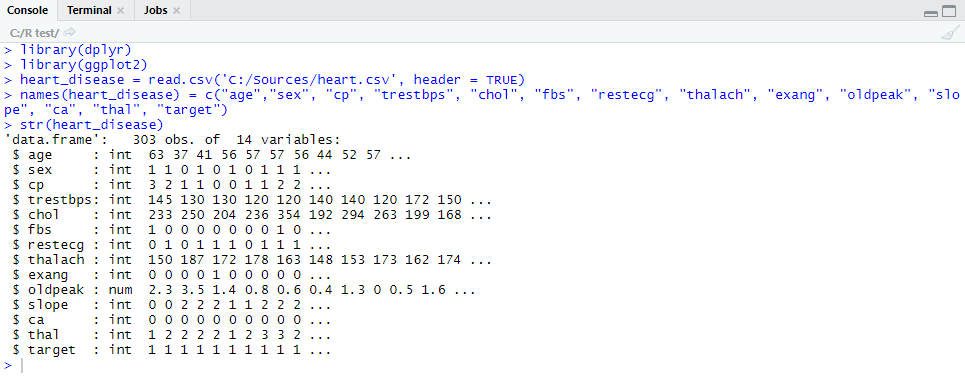 Console Terminal Jobs
C:/R test/
> library(dplyr)
> library(ggplot2)
> heart_disease = read.csv('C:/Sources/heart.csv', header = TRUE)
> names(heart_disease) = c("age","sex", "cp", "trestbps", "chol", "fbs", "restecg", "thalach", "exang", "oldpeak", "slo
pe", "ca", "thal", "target")
> str(heart_disease)
'data.frame':   303 obs. of  14 variables:
 $ age     : int  63 37 41 56 57 57 56 44 52 57 ...
 $ sex     : int  1 1 0 1 0 1 0 1 1 1 ...
 $ cp      : int  3 2 1 1 0 0 1 1 2 2 ...
 $ trestbps: int  145 130 130 120 120 140 140 120 172 150 ...
 $ chol    : int  233 250 204 236 354 192 294 263 199 168 ...
 $ fbs     : int  1 0 0 0 0 0 0 0 1 0 ...
 $ restecg : int  0 1 0 1 1 1 0 1 1 1 ...
 $ thalach : int  150 187 172 178 163 148 153 173 162 174 ...
 $ exang   : int  0 0 0 0 1 0 0 0 0 0 ...
 $ oldpeak : num  2.3 3.5 1.4 0.8 0.6 0.4 1.3 0 0.5 1.6 ...
 $ slope   : int  0 0 2 2 2 1 1 2 2 2 ...
 $ ca      : int  0 0 0 0 0 0 0 0 0 0 ...
 $ thal    : int  1 2 2 2 2 1 2 3 3 2 ...
 $ target  : int  1 1 1 1 1 1 1 1 1 1 ...
>